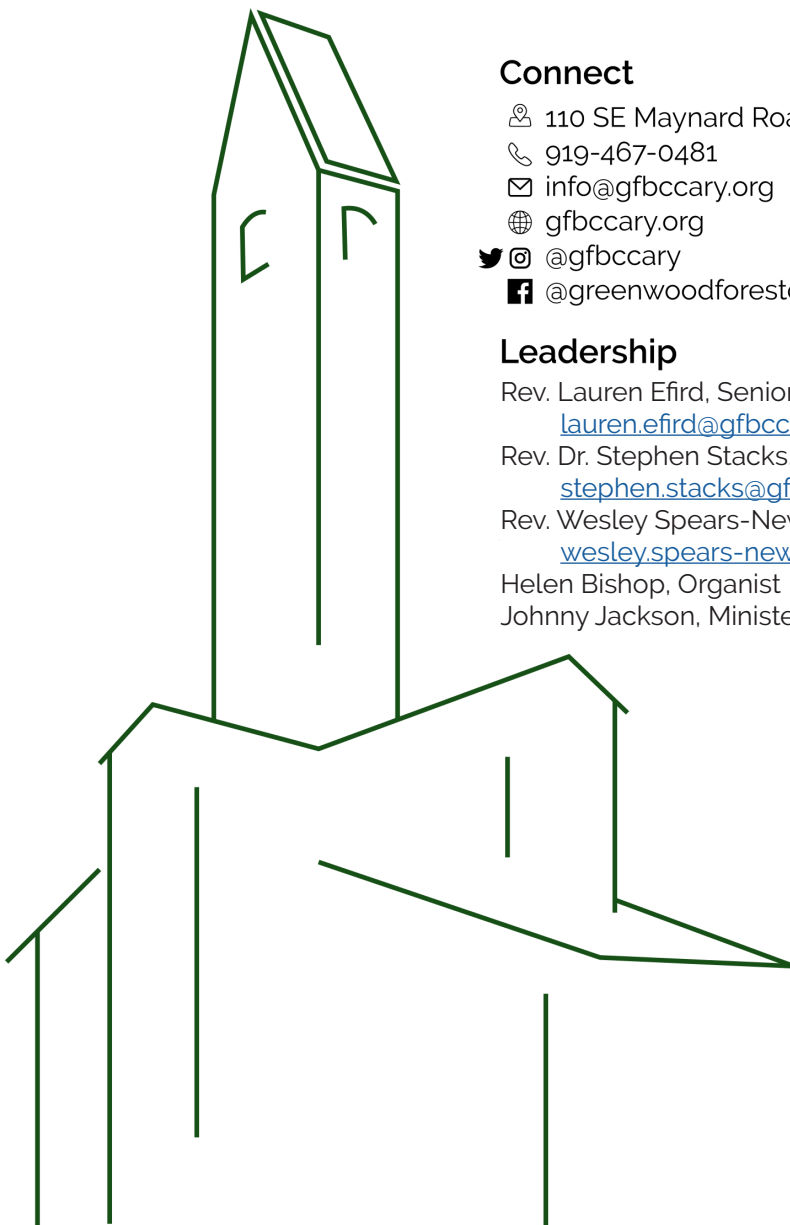 Connect
110 SE Maynard Roa
919-467-0481
info@gfbccary.org
gfbccary.org
@gfbccary
@greenwoodforest
Leadership
Rev. Lauren Efird, Senior
lauren.efird@gfbcc
Rev. Dr. Stephen Stacks
stephen.stacks@gf
Rev. Wesley Spears-New
wesley.spears-new
Helen Bishop, Organist
Johnny Jackson, Ministe